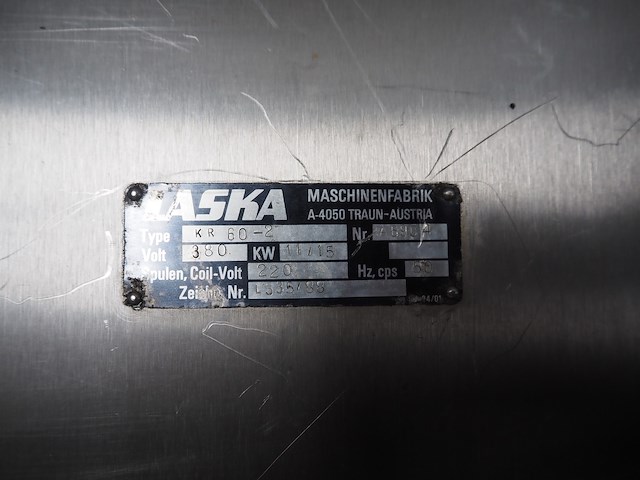 LASKA MASCHINENFABRIK
A-4050 TRAUN-AUSTRIA
Type KR 60-2 Nr.
Volt 380 KW 11/15
Spulen, Coil-Volt 220 Hz, cps
Zeichn. Nr.